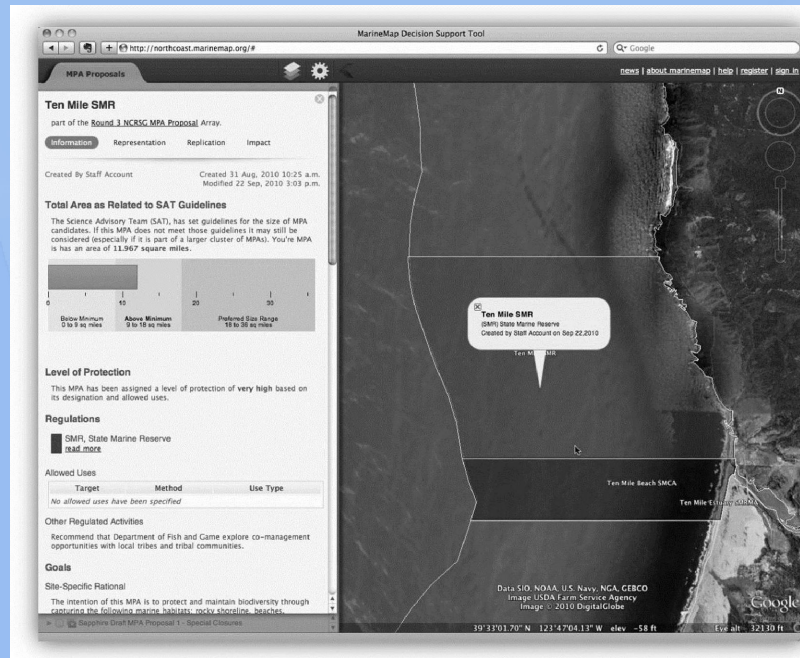 MarineMap Decision Support Tool
http://northcoast.marinemap.org/#
Google
MPA Proposals
news | about marinemap | help | register | sign in
Ten Mile SMR
part of the Round 3 NCRSG MPA Proposal Array.
Information Representation Replication Impact
Created By Staff Account
Created 31 Aug, 2010 10:25 a.m.
Modified 22 Sep, 2010 3:03 p.m.
Total Area as Related to SAT Guidelines
The Science Advisory Team (SAT), has set guidelines for the size of MPA
candidates. If this MPA does not meet those guidelines it may still be
considered (especially if it is part of a larger cluster of MPAs). You're MPA
is has an area of 11.967 square miles.
0 10 20 30
Below Minimum Above Minimum Preferred Size Range
0 to 9 sq miles 9 to 18 sq miles 18 to 36 sq miles
Level of Protection
This MPA has been assigned a level of protection of very high based on
its designation and allowed uses.
Regulations
SMR, State Marine Reserve
read more
Allowed Uses
Target Method Use Type
No allowed uses have been specified
Other Regulated Activities
Recommend that Department of Fish and Game explore co-management
opportunities with local tribes and tribal communities.
Goals
Site-Specific Rational
The intention of this MPA is to protect and maintain biodiversity through
capturing the following marine habitats: rocky shoreline, beaches,
Sapphire Draft MPA Proposal 1 - Special Closures
N
Ten Mile SMR
(SMR) State Marine Reserve
Created by Staff Account on Sep 22,2010
Ten Mile SMR
Ten Mile Beach SMCA
Ten Mile Estuary SMRMA
Data SIO, NOAA, U.S. Navy, NGA, GEBCO
Image USDA Farm Service Agency
Image © 2010 DigitalGlobe
Google
39°33'01.70" N 123°47'04.13" W elev -58 ft Eye alt 32130 ft